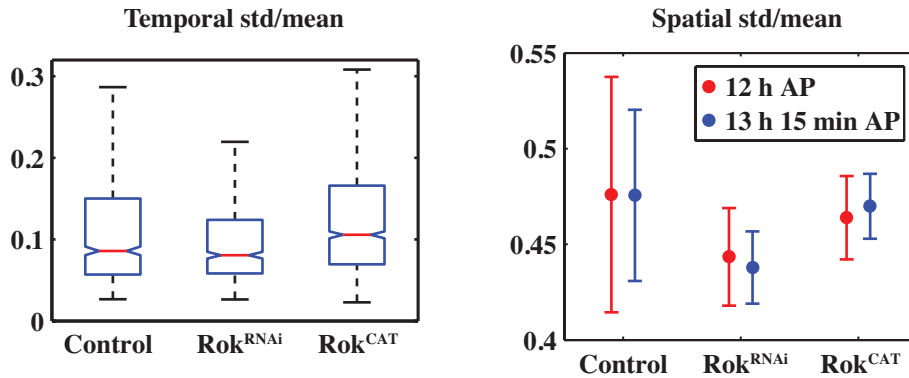 Temporal std/mean
0.3
0.2
0.1
0
Control
Rok^RNAi
Rok^CAT
Spatial std/mean
0.55
0.5
0.45
0.4
12 h AP
13 h 15 min AP
Control
Rok^RNAi
Rok^CAT